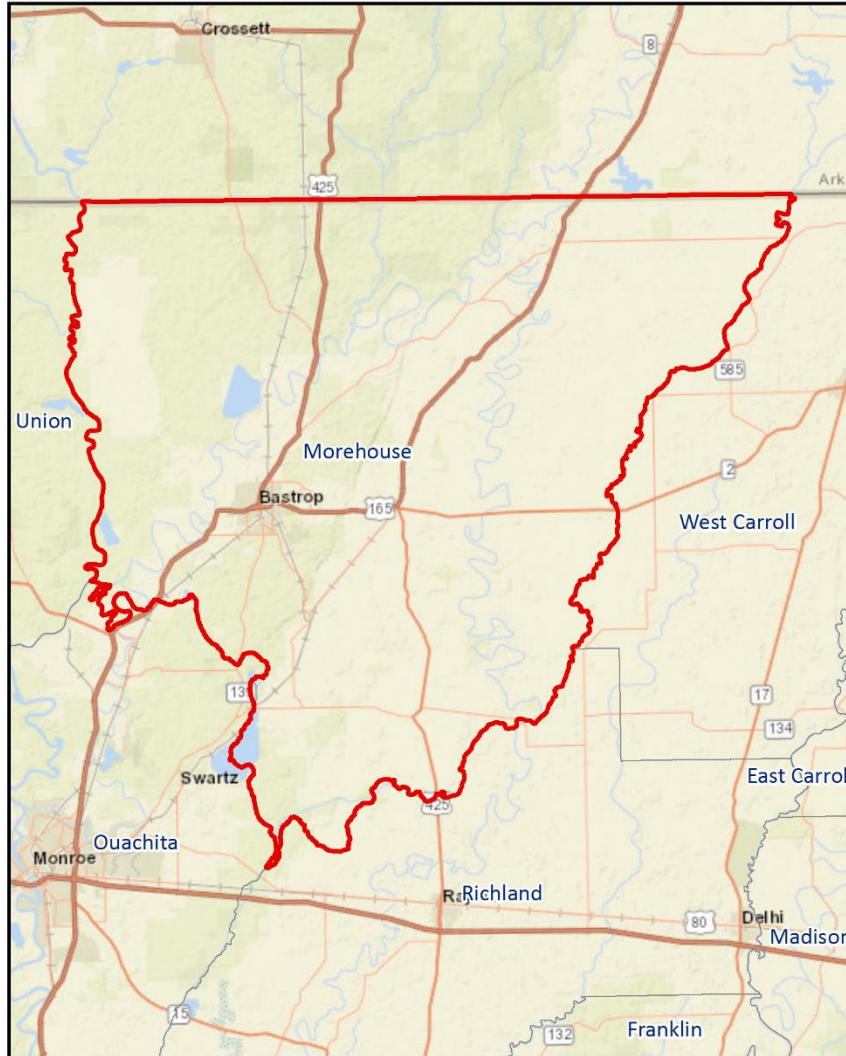 Crossett
8
Ark
425
585
Union
Morehouse
2
Bastrop
165
West Carroll
139
17
134
Swartz
East Carrol
425
Ouachita
Monroe
Richland
Ra
80
Delhi
Madison
15
132
Franklin